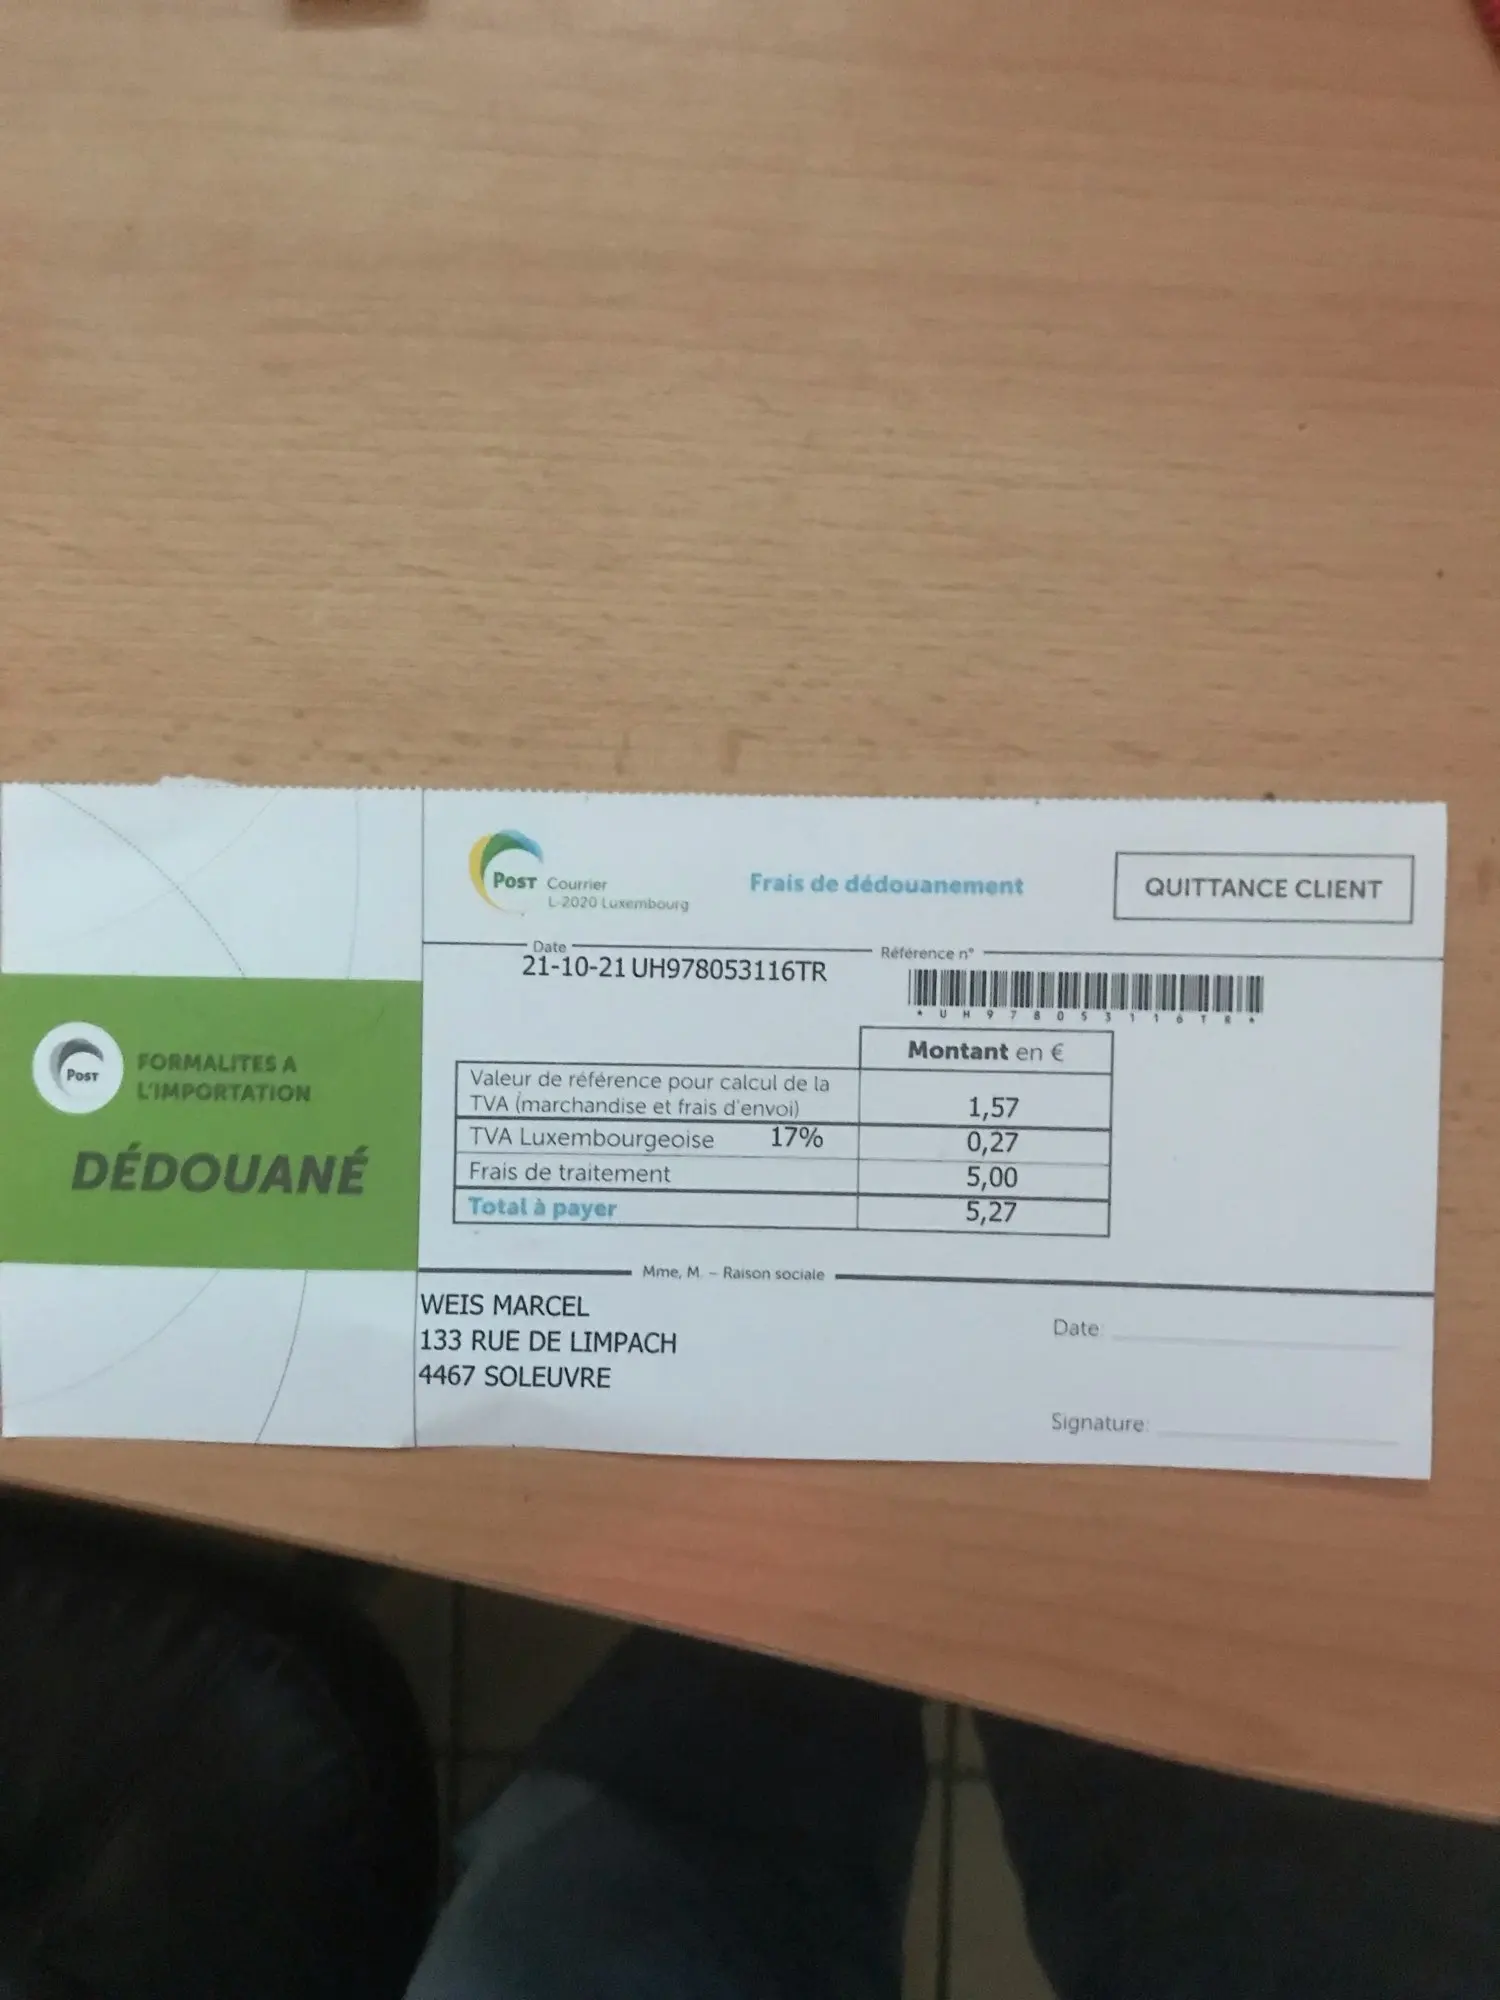 POST Courrier
L-2020 Luxembourg
Frais de dédouanement
QUITTANCE CLIENT
Date
Référence n°
21-10-21 UH978053116TR
* U H 9 7 8 0 5 3 1 1 6 T R *
POST
FORMALITES A
L'IMPORTATION
DÉDOUANÉ
Montant en €
Valeur de référence pour calcul de la
TVA (marchandise et frais d'envoi) 1,57
TVA Luxembourgeoise 17% 0,27
Frais de traitement 5,00
Total à payer 5,27
Mme, M. – Raison sociale
WEIS MARCEL
133 RUE DE LIMPACH
4467 SOLEUVRE
Date:
Signature: